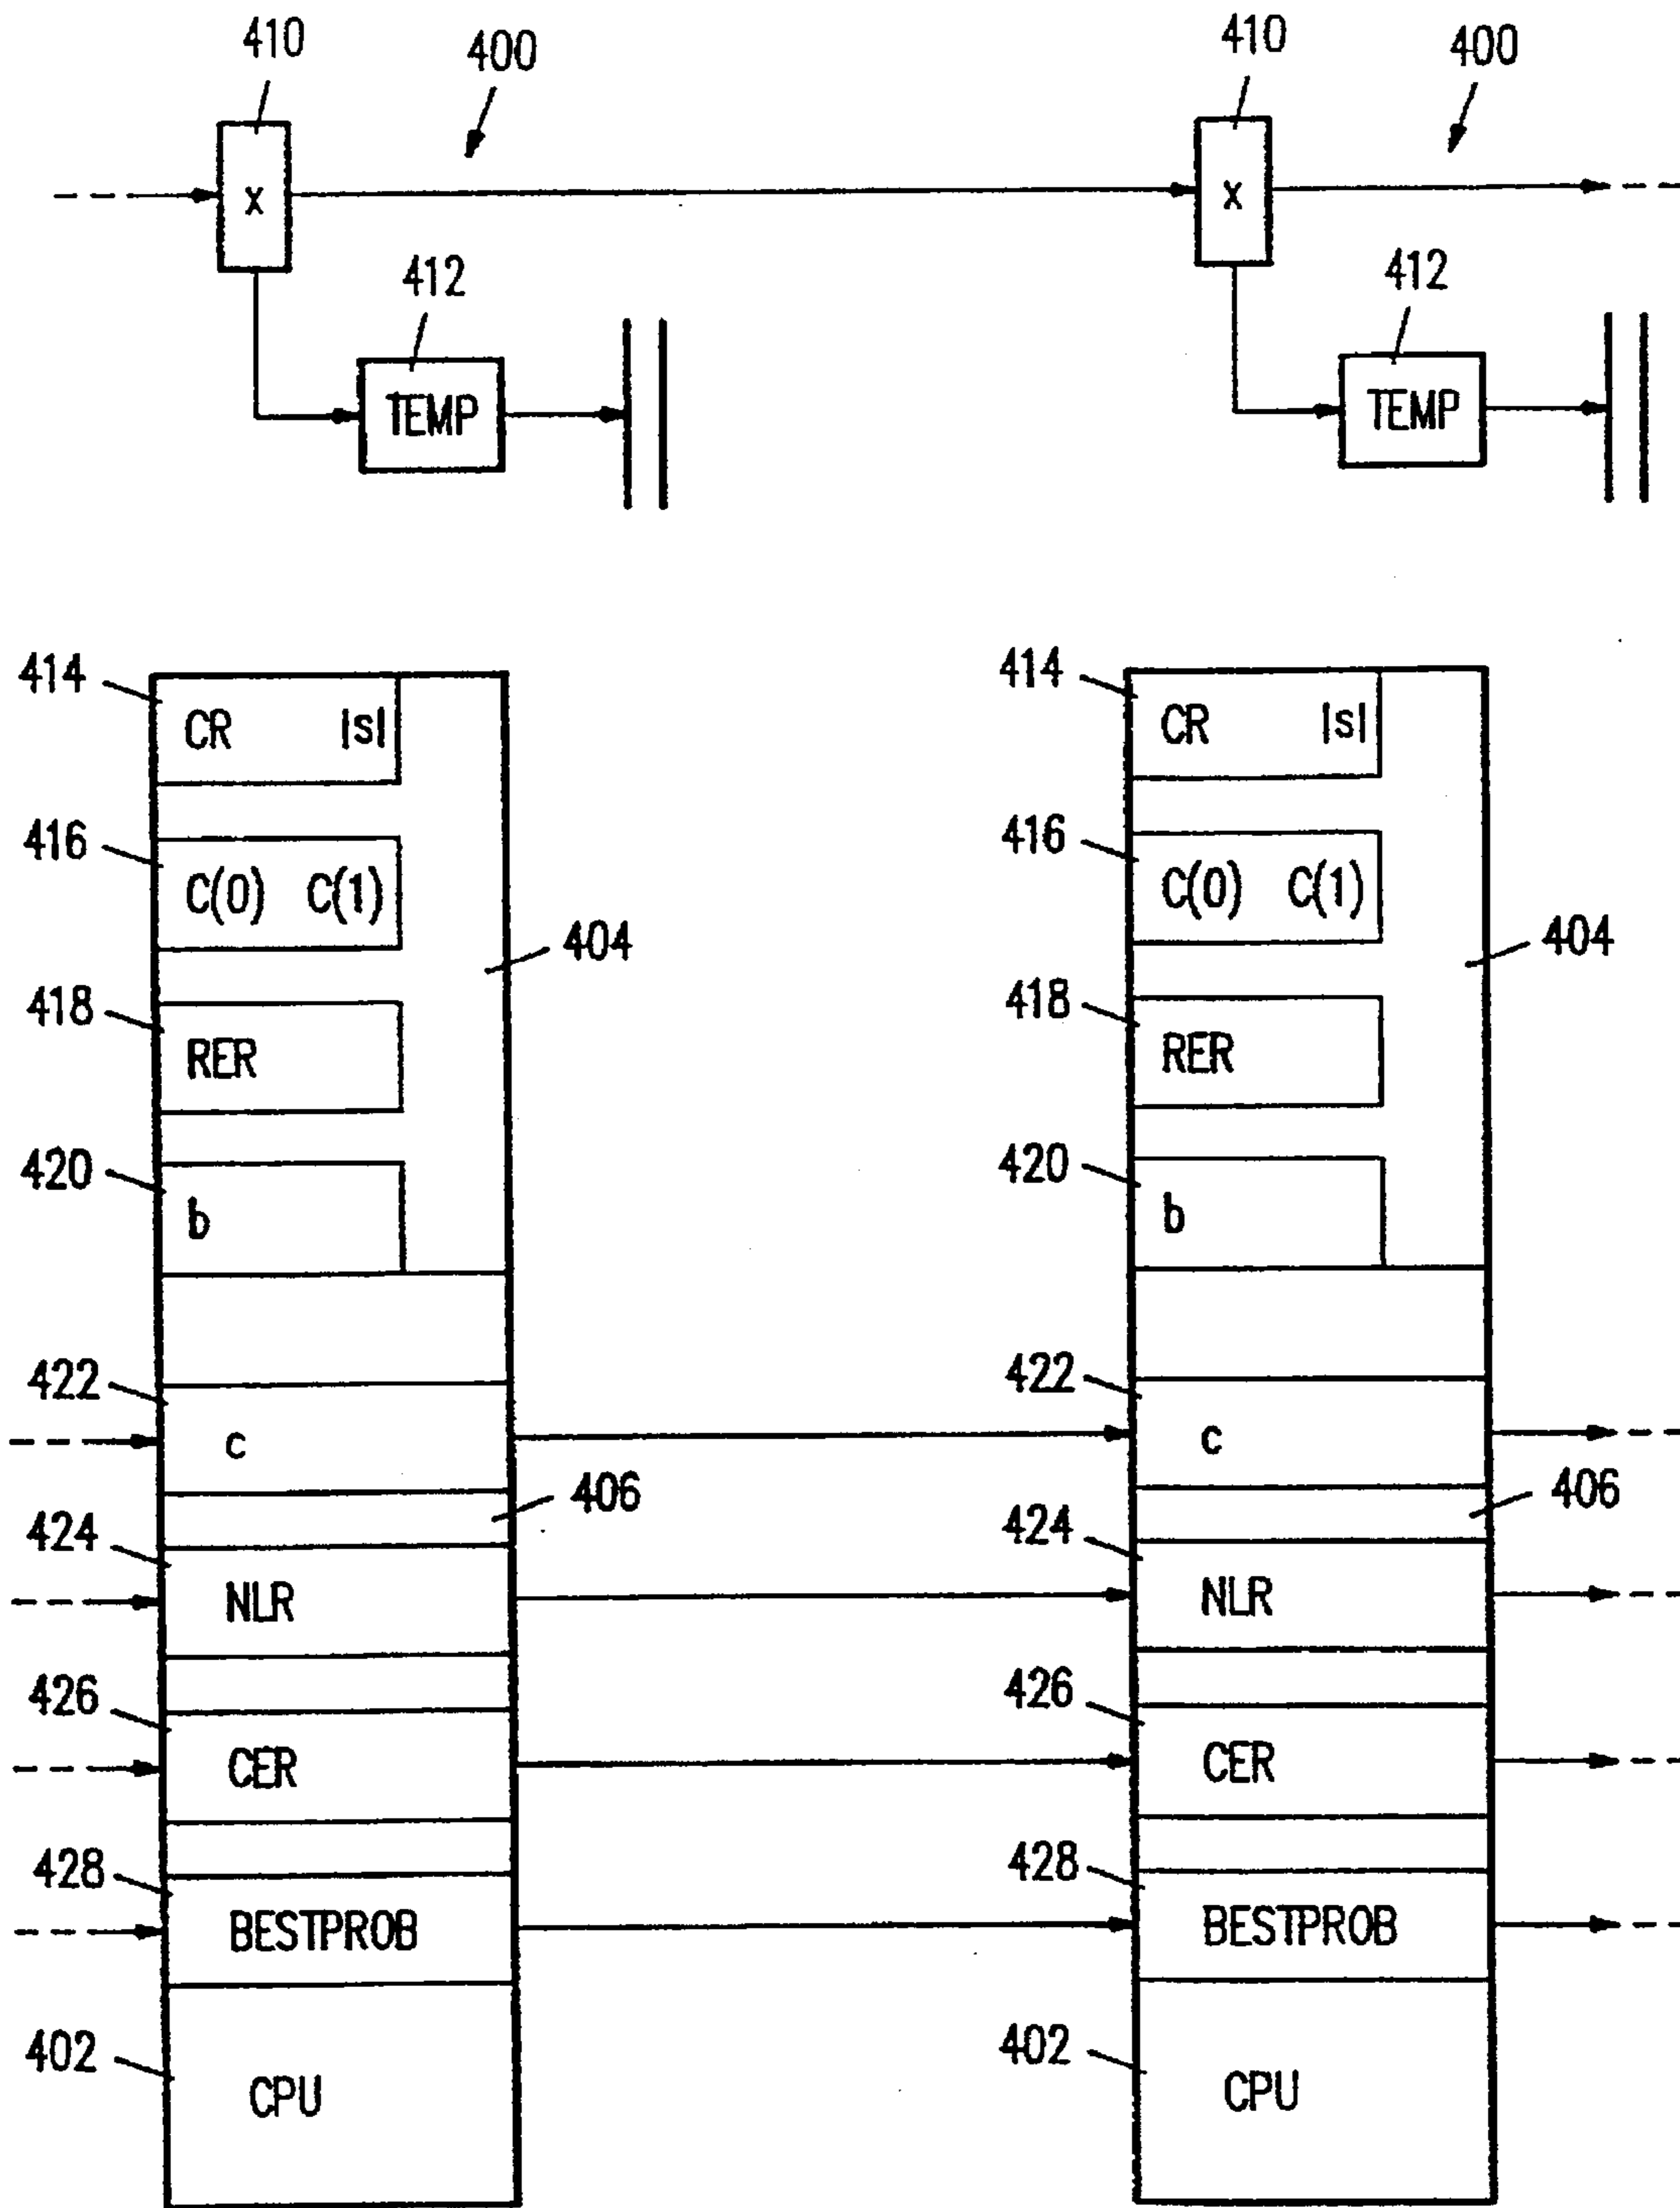 410 400 410 400
X X
412 412
TEMP TEMP
414 CR |s| 414 CR |s|
416 C(0) C(1) 416 C(0) C(1)
404 404
418 RER 418 RER
420 b 420 b
422 c 422 c
406 406
424 NLR 424 NLR
426 CER 426 CER
428 BESTPROB 428 BESTPROB
402 CPU 402 CPU